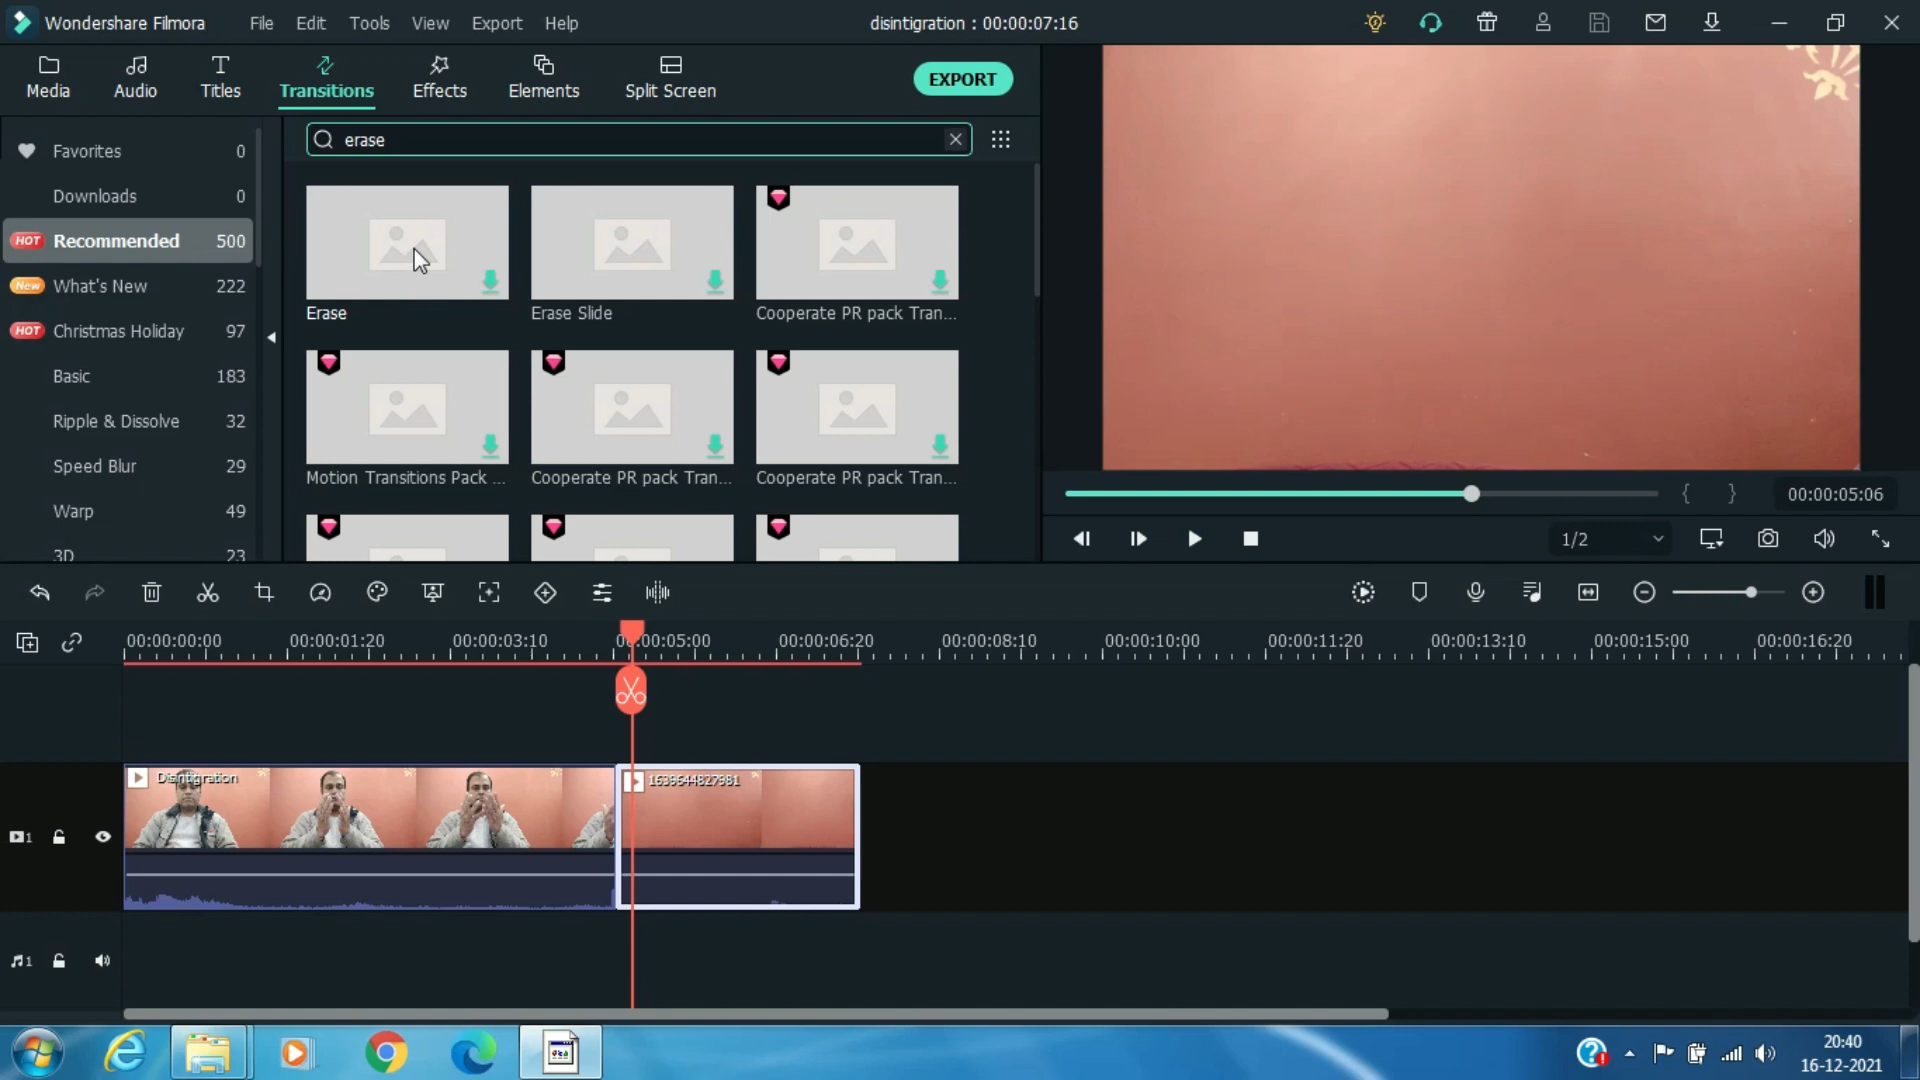 Wondershare Filmora File Edit Tools View Export Help disintigration : 00:00:07:16
Media Audio Titles Transitions Effects Elements Split Screen EXPORT
erase
Favorites 0
Downloads 0
HOT Recommended 500
New What's New 222
HOT Christmas Holiday 97
Basic 183
Ripple & Dissolve 32
Speed Blur 29
Warp 49
3D 23
Erase Erase Slide Cooperate PR pack Tran...
Motion Transitions Pack ... Cooperate PR pack Tran... Cooperate PR pack Tran...
{ } 00:00:05:06
1/2
00:00:00:00 00:00:01:20 00:00:03:10 00:00:05:00 00:00:06:20 00:00:08:10 00:00:10:00 00:00:11:20 00:00:13:10 00:00:15:00 00:00:16:20
Disintigration 1639644827981
1
1
20:40
16-12-2021